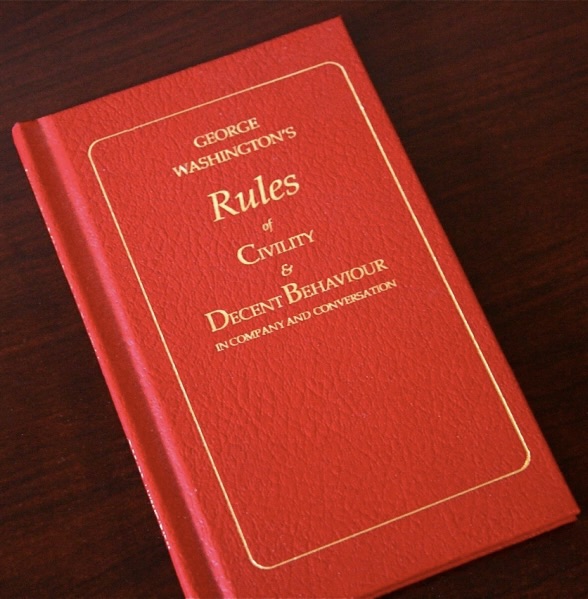 GEORGE
WASHINGTON'S
Rules
of
CIVILITY
&
DECENT BEHAVIOUR
IN COMPANY AND CONVERSATION